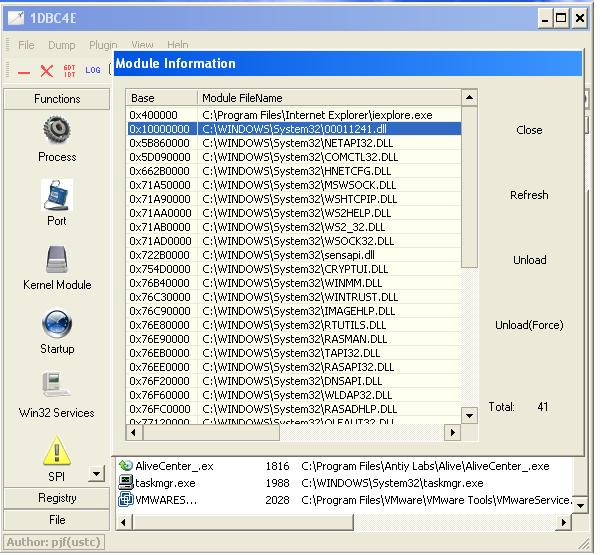 1DBC4E
File Dump Plugin View Help
GDT IDT LOG
Module Information
Functions
Process
Port
Kernel Module
Startup
Win32 Services
SPI
Registry
File
Base Module FileName
0x400000 C:\Program Files\Internet Explorer\iexplore.exe
0x10000000 C:\WINDOWS\System32\00011241.dll
0x5B860000 C:\WINDOWS\System32\NETAPI32.DLL
0x5D090000 C:\WINDOWS\System32\COMCTL32.DLL
0x662B0000 C:\WINDOWS\System32\HNETCFG.DLL
0x71A50000 C:\WINDOWS\System32\MSWSOCK.DLL
0x71A90000 C:\WINDOWS\System32\WSHTCPIP.DLL
0x71AA0000 C:\WINDOWS\System32\WS2HELP.DLL
0x71AB0000 C:\WINDOWS\System32\WS2_32.DLL
0x71AD0000 C:\WINDOWS\System32\WSOCK32.DLL
0x722B0000 C:\WINDOWS\System32\sensapi.dll
0x754D0000 C:\WINDOWS\System32\CRYPTUI.DLL
0x76B40000 C:\WINDOWS\System32\WINMM.DLL
0x76C30000 C:\WINDOWS\System32\WINTRUST.DLL
0x76C90000 C:\WINDOWS\System32\IMAGEHLP.DLL
0x76E80000 C:\WINDOWS\System32\RTUTILS.DLL
0x76E90000 C:\WINDOWS\System32\RASMAN.DLL
0x76EB0000 C:\WINDOWS\System32\TAPI32.DLL
0x76EE0000 C:\WINDOWS\System32\RASAPI32.DLL
0x76F20000 C:\WINDOWS\System32\DNSAPI.DLL
0x76F60000 C:\WINDOWS\System32\WLDAP32.DLL
0x76FC0000 C:\WINDOWS\System32\RASADHLP.DLL
0x77120000 C:\WINDOWS\System32\OLEAUT32.DLL
Close
Refresh
Unload
Unload(Force)
Total: 41
AliveCenter_.ex 1816 C:\Program Files\Antiy Labs\Alive\AliveCenter_.exe
taskmgr.exe 1988 C:\WINDOWS\System32\taskmgr.exe
VMWARES... 2028 C:\Program Files\VMware\VMware Tools\VMwareService.
Author: pjf(ustc)